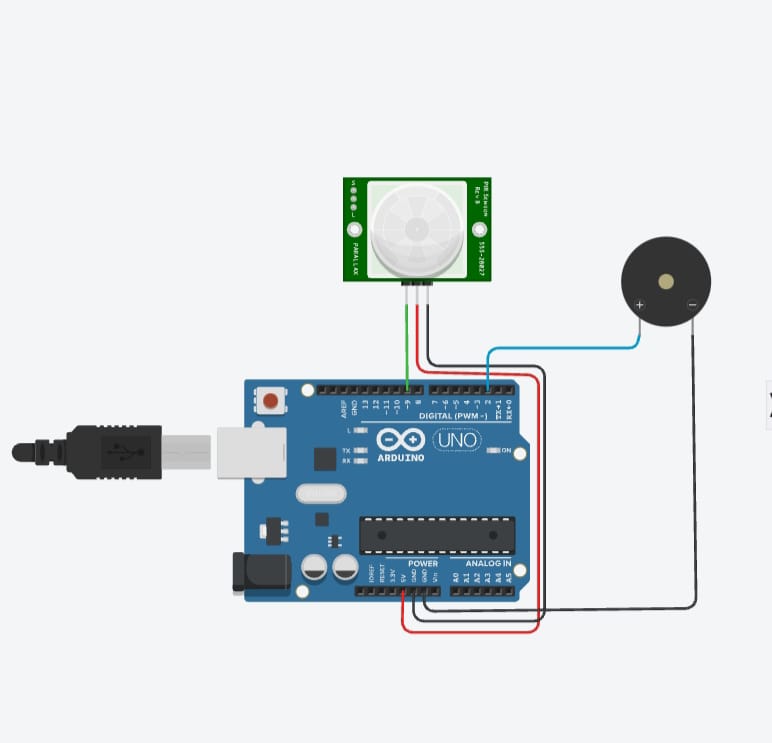 PIR Sensor
Rev B
555-28027
PARALLAX
S
L
+
−
AREF
GND
13
12
~11
~10
~9
8
7
~6
~5
4
~3
2
TX→1
RX←0
DIGITAL (PWM ~)
L
TX
RX
UNO
ON
ARDUINO
POWER
ANALOG IN
IOREF
RESET
3.3V
5V
GND
GND
Vin
A0
A1
A2
A3
A4
A5